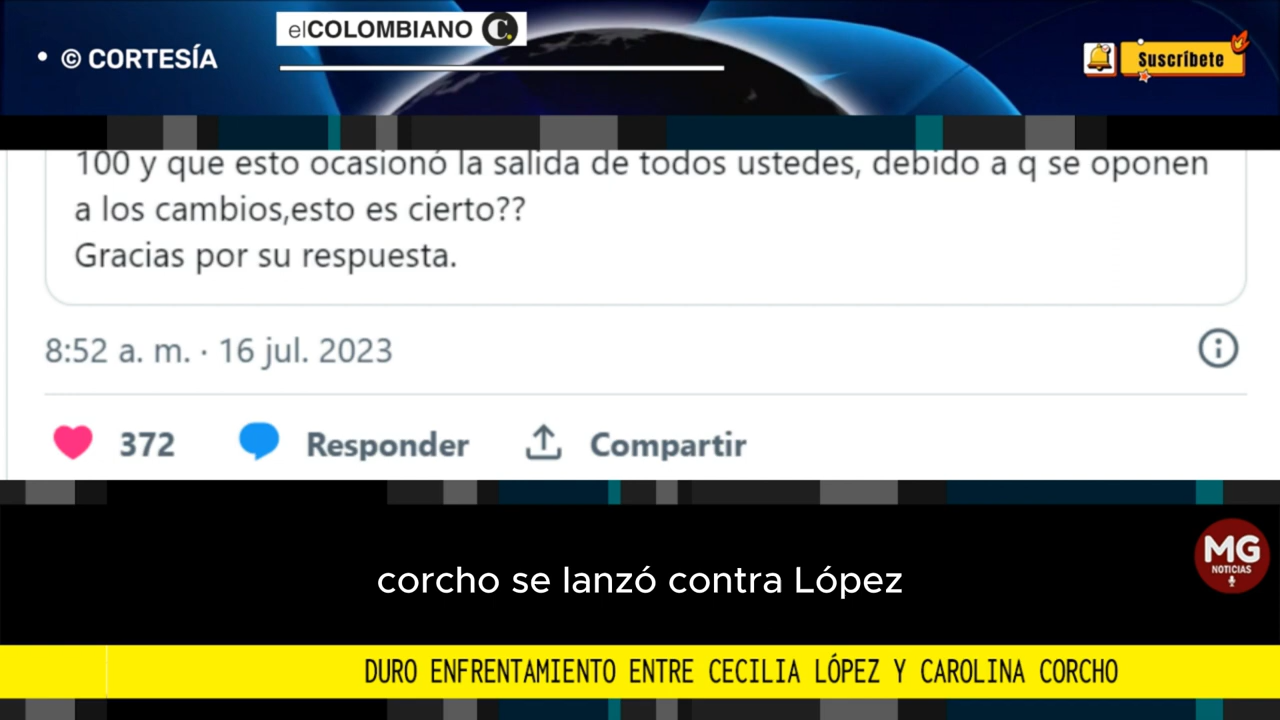 • © CORTESÍA
elCOLOMBIANO C.
Suscríbete
100 y que esto ocasionó la salida de todos ustedes, debido a q se oponen
a los cambios,esto es cierto??
Gracias por su respuesta.
8:52 a. m. · 16 jul. 2023
372 Responder Compartir
corcho se lanzó contra López
MG
NOTICIAS
DURO ENFRENTAMIENTO ENTRE CECILIA LÓPEZ Y CAROLINA CORCHO